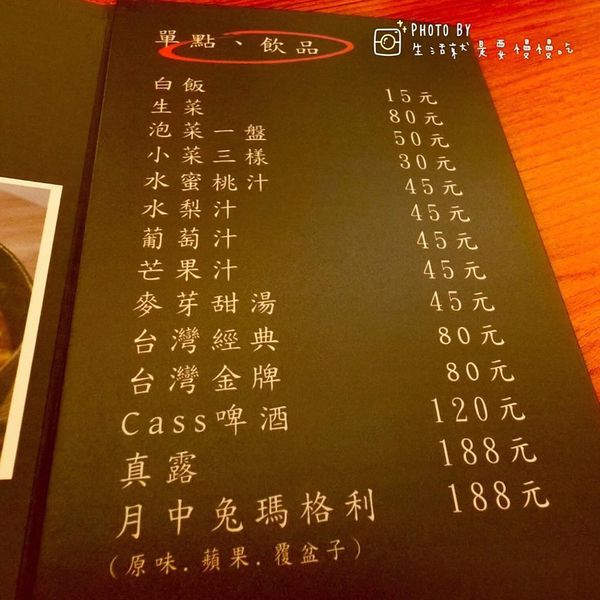 PHOTO BY
生活就是要慢慢吃
單點、飲品
白飯 15元
生菜 80元
泡菜一盤 50元
小菜三樣 30元
水蜜桃汁 45元
水梨汁 45元
葡萄汁 45元
芒果汁 45元
麥芽甜湯 45元
台灣經典 80元
台灣金牌 80元
Cass啤酒 120元
真露 188元
月中兔瑪格利 188元
(原味.蘋果.覆盆子)